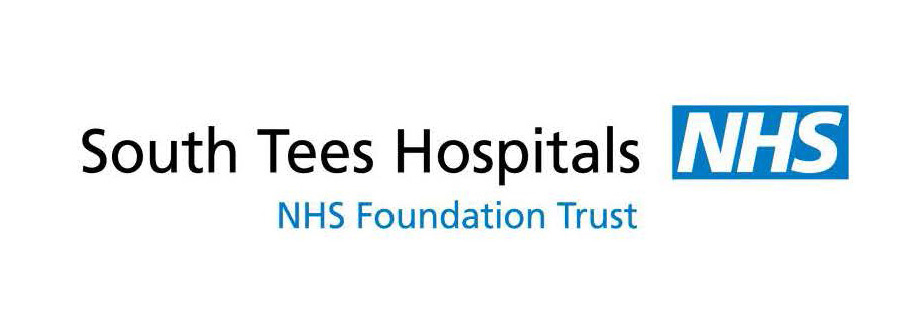 South Tees Hospitals NHS
NHS Foundation Trust